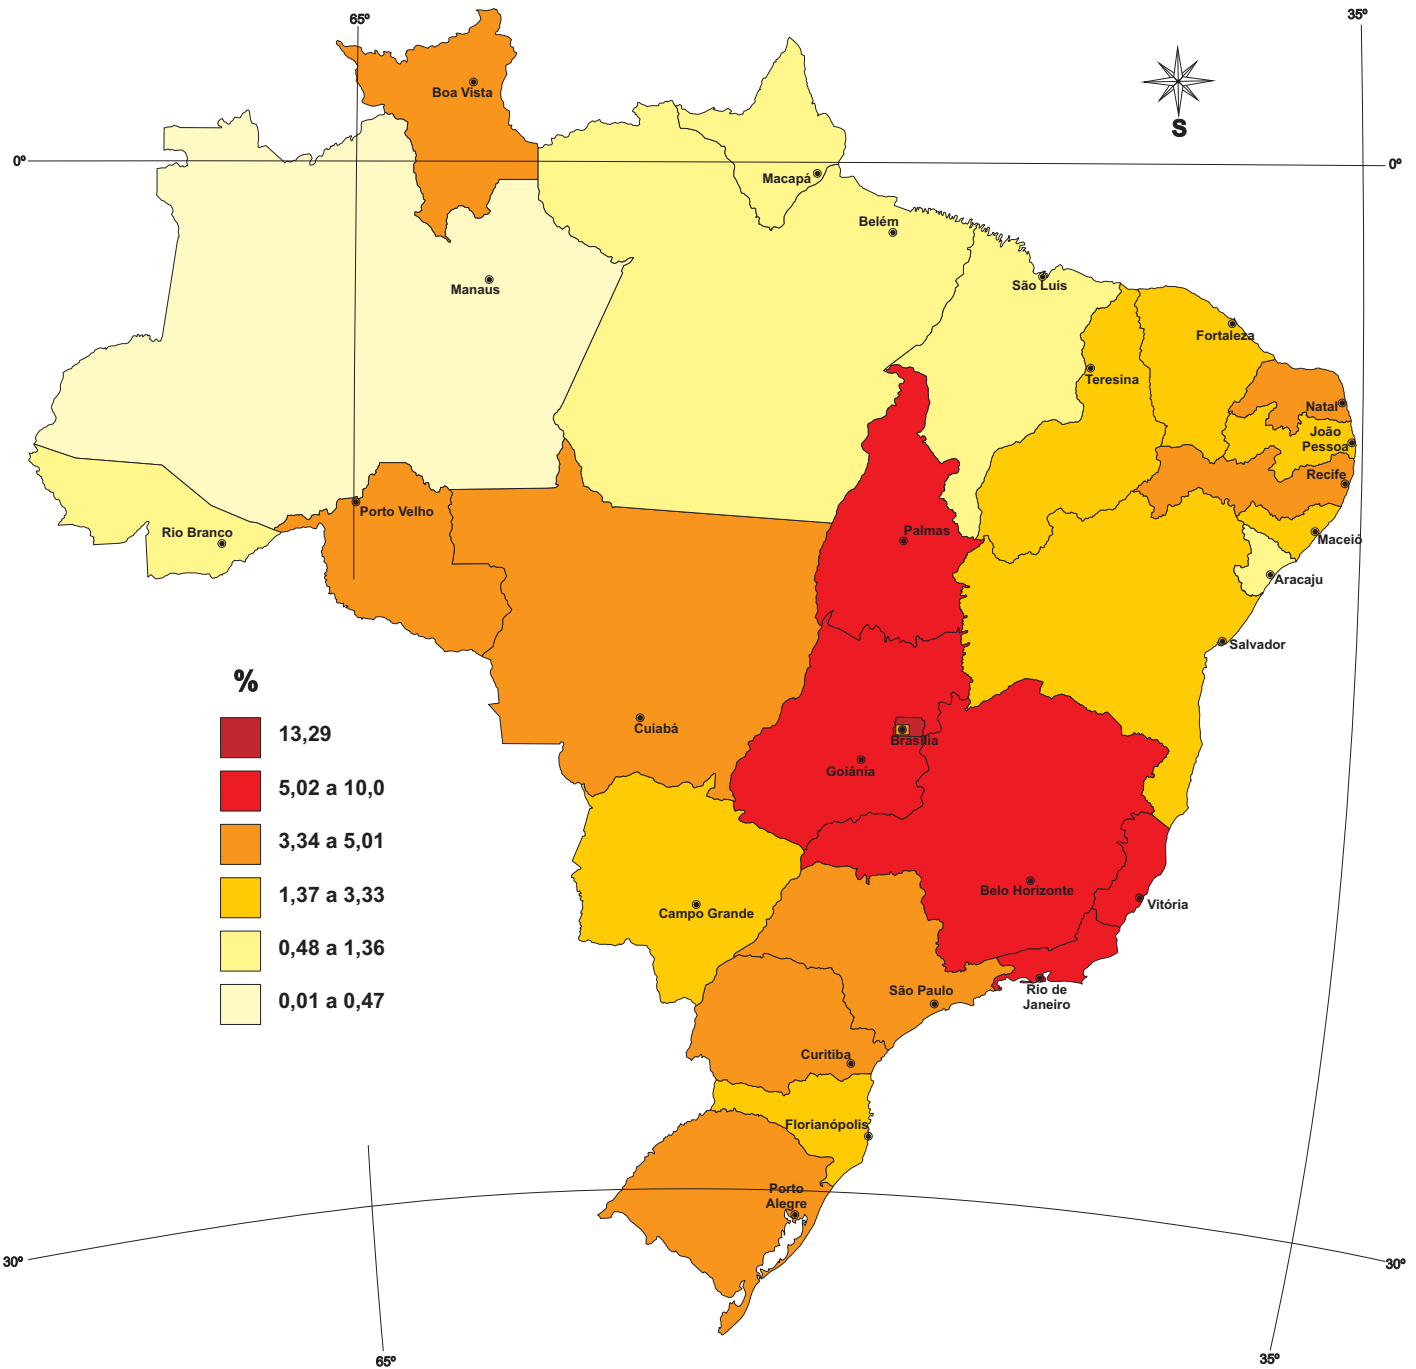 65º
35º
Boa Vista
S
0º
0º
Macapá
Belém
Manaus
São Luis
Fortaleza
Teresina
Natal
João
Pessoa
Recife
Porto Velho
Rio Branco
Palmas
Maceió
Aracaju
Salvador
%
Cuiabá
13,29
Brasília
Goiânia
5,02 a 10,0
3,34 a 5,01
1,37 a 3,33
Belo Horizonte
Vitória
Campo Grande
0,48 a 1,36
São Paulo
Rio de
Janeiro
0,01 a 0,47
Curitiba
Florianópolis
Porto
Alegre
30º
30º
65º
35º